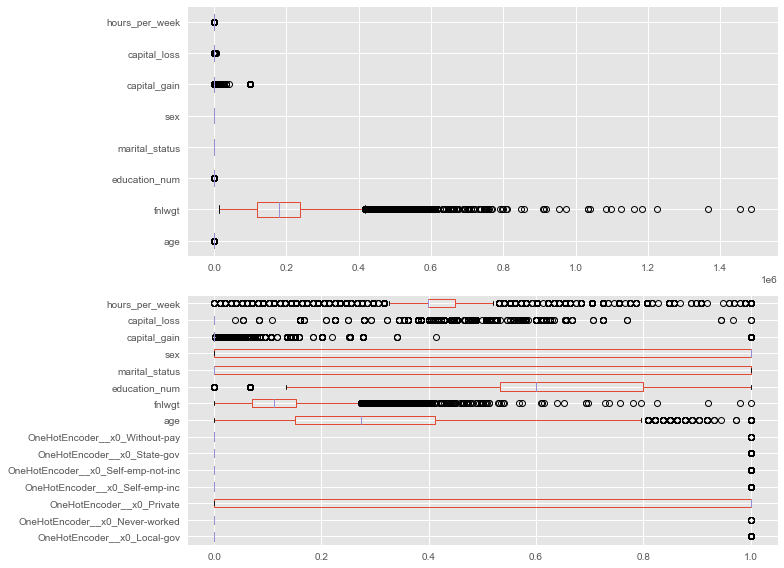 hours_per_week
capital_loss
capital_gain
sex
marital_status
education_num
fnlwgt
age
0.0 0.2 0.4 0.6 0.8 1.0 1.2 1.4
1e6
hours_per_week
capital_loss
capital_gain
sex
marital_status
education_num
fnlwgt
age
OneHotEncoder__x0_Without-pay
OneHotEncoder__x0_State-gov
OneHotEncoder__x0_Self-emp-not-inc
OneHotEncoder__x0_Self-emp-inc
OneHotEncoder__x0_Private
OneHotEncoder__x0_Never-worked
OneHotEncoder__x0_Local-gov
0.0 0.2 0.4 0.6 0.8 1.0